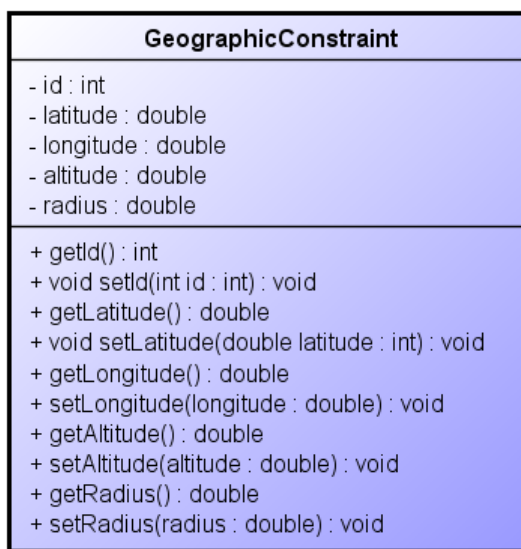 GeographicConstraint
- id : int
- latitude : double
- longitude : double
- altitude : double
- radius : double
+ getId() : int
+ void setId(int id : int) : void
+ getLatitude() : double
+ void setLatitude(double latitude : int) : void
+ getLongitude() : double
+ setLongitude(longitude : double) : void
+ getAltitude() : double
+ setAltitude(altitude : double) : void
+ getRadius() : double
+ setRadius(radius : double) : void